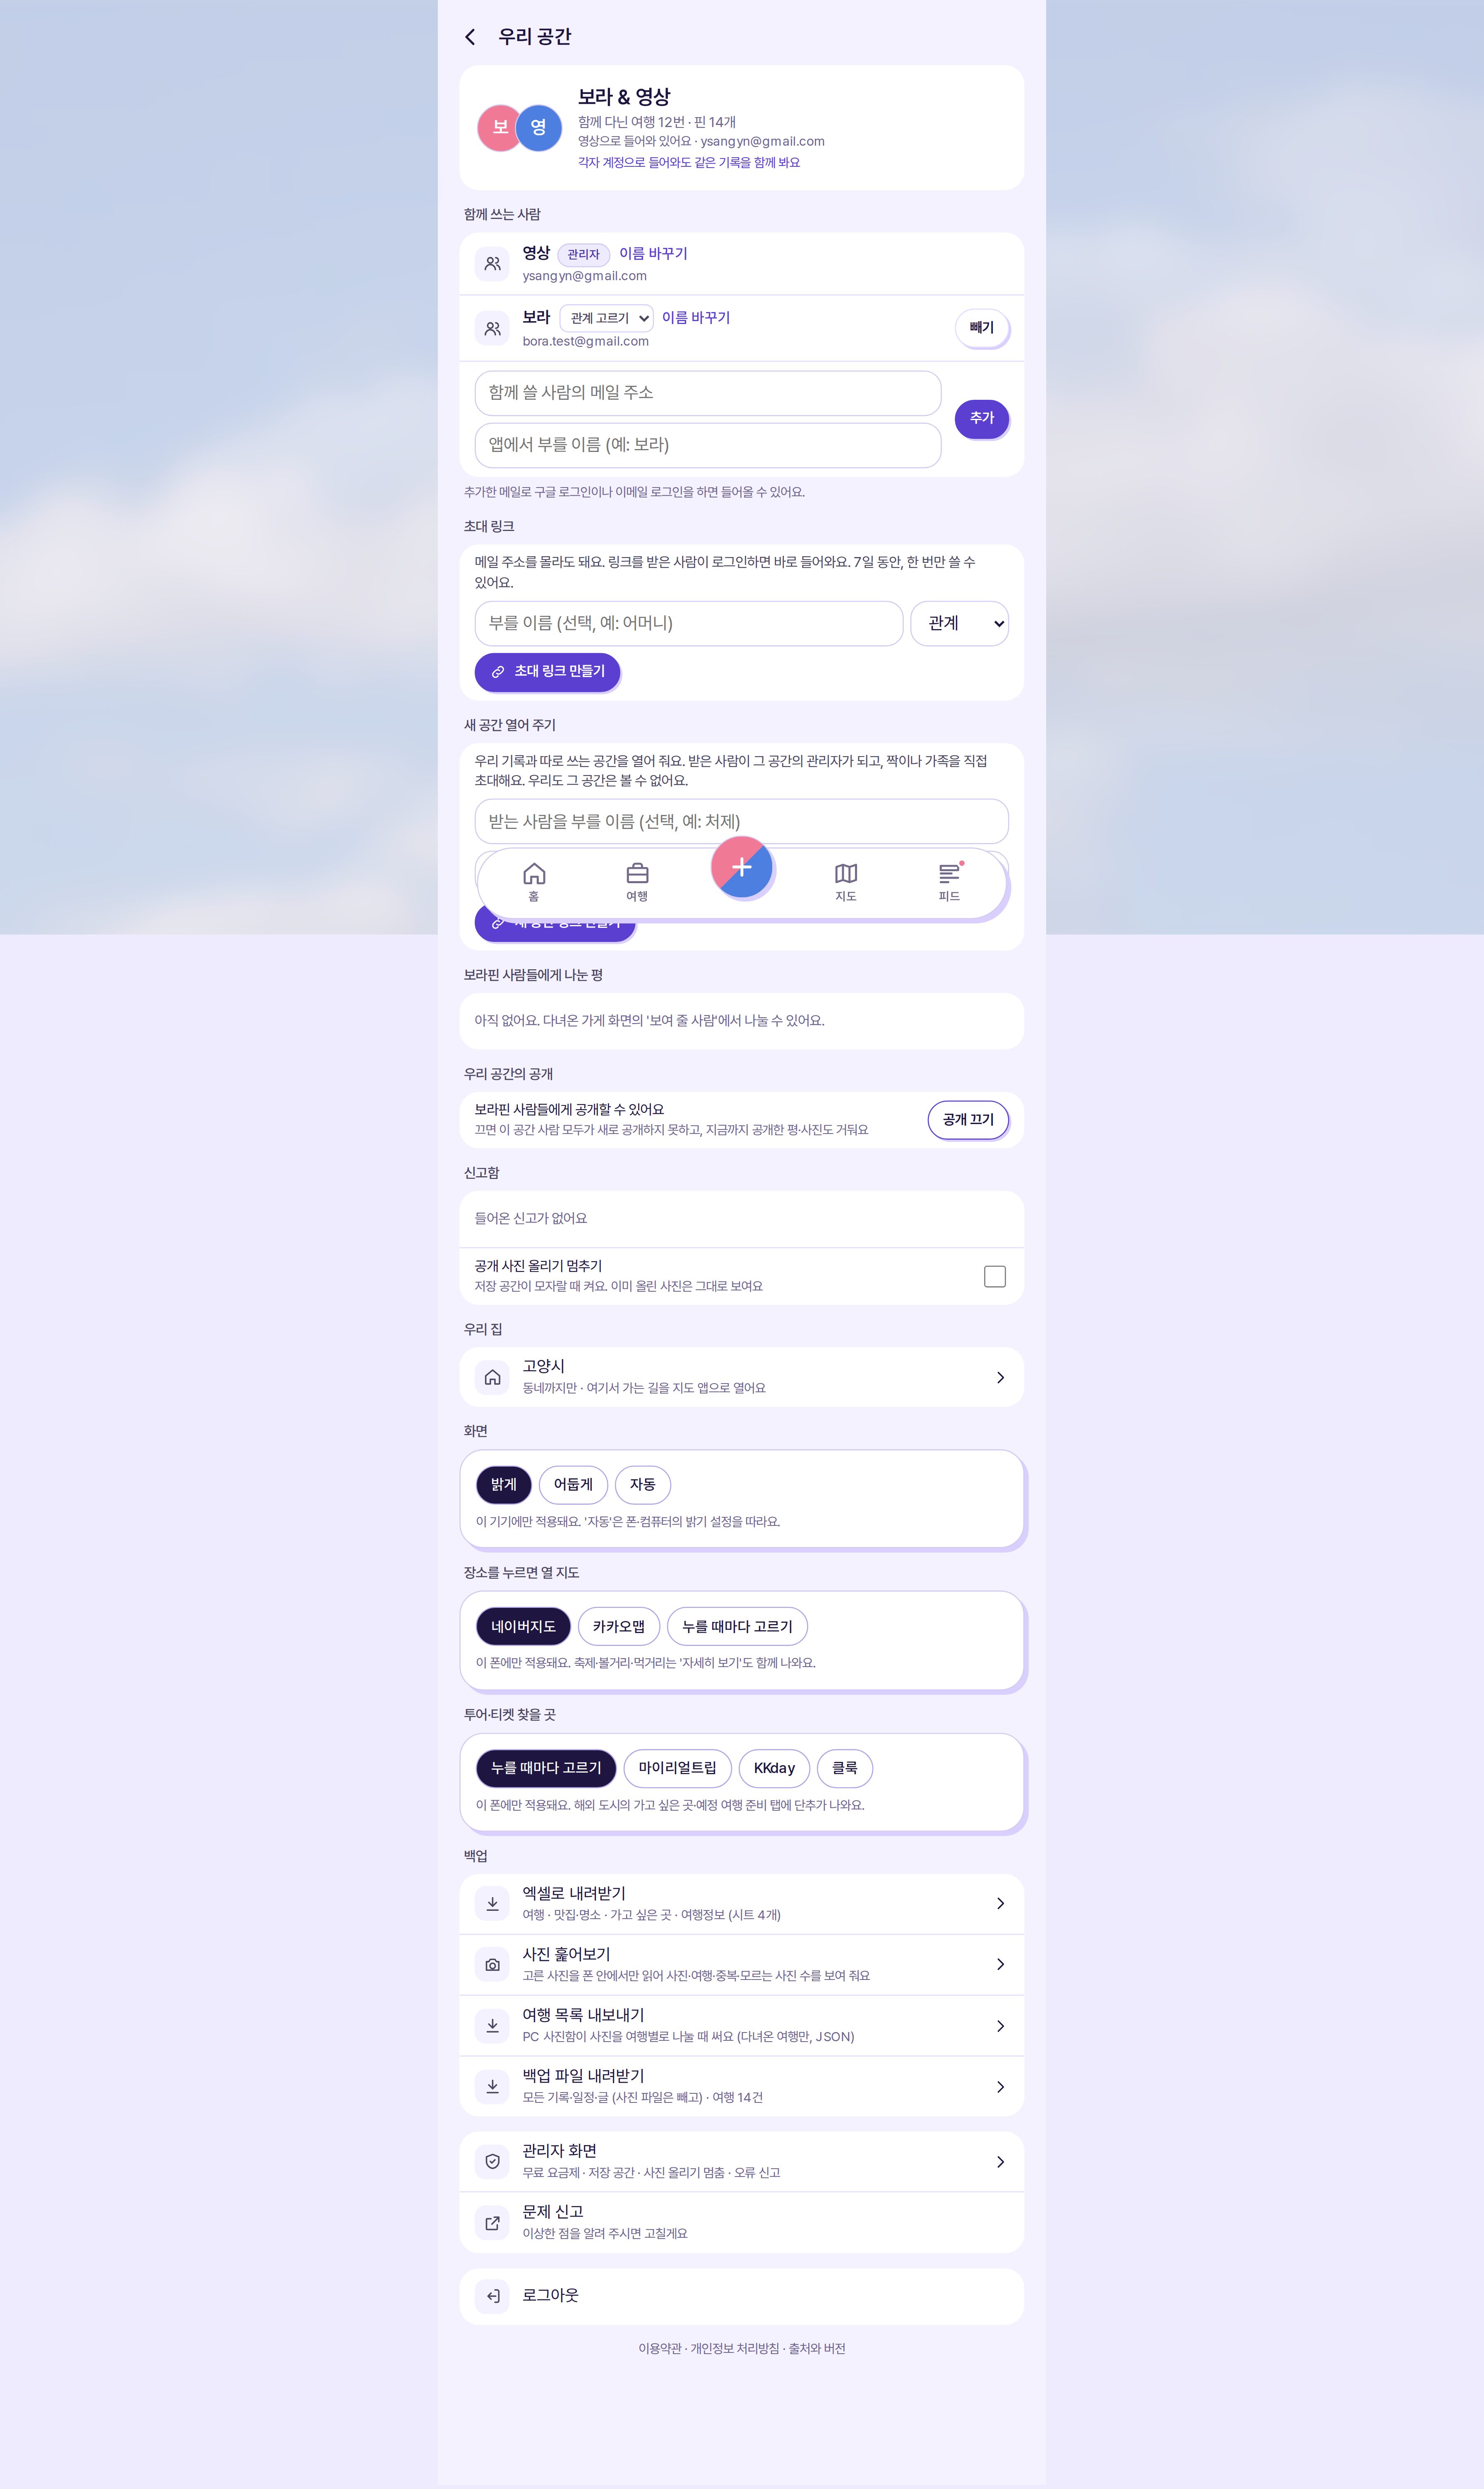 우리 공간
보 영
보라 & 영상
함께 다닌 여행 12번 · 핀 14개
영상으로 들어와 있어요 · ysangyn@gmail.com
각자 계정으로 들어와도 같은 기록을 함께 봐요
함께 쓰는 사람
영상 관리자 이름 바꾸기
ysangyn@gmail.com
보라 관계 고르기 이름 바꾸기
bora.test@gmail.com
빼기
함께 쓸 사람의 메일 주소
앱에서 부를 이름 (예: 보라)
추가
추가한 메일로 구글 로그인이나 이메일 로그인을 하면 들어올 수 있어요.
초대 링크
메일 주소를 몰라도 돼요. 링크를 받은 사람이 로그인하면 바로 들어와요. 7일 동안, 한 번만 쓸 수
있어요.
부를 이름 (선택, 예: 어머니) 관계
초대 링크 만들기
새 공간 열어 주기
우리 기록과 따로 쓰는 공간을 열어 줘요. 받은 사람이 그 공간의 관리자가 되고, 짝이나 가족을 직접
초대해요. 우리도 그 공간은 볼 수 없어요.
받는 사람을 부를 이름 (선택, 예: 처제)
홈 여행 지도 피드
보라핀 사람들에게 나눈 평
아직 없어요. 다녀온 가게 화면의 '보여 줄 사람'에서 나눌 수 있어요.
우리 공간의 공개
보라핀 사람들에게 공개할 수 있어요
끄면 이 공간 사람 모두가 새로 공개하지 못하고, 지금까지 공개한 평·사진도 거둬요
공개 끄기
신고함
들어온 신고가 없어요
공개 사진 올리기 멈추기
저장 공간이 모자랄 때 켜요. 이미 올린 사진은 그대로 보여요
우리 집
고양시
동네까지만 · 여기서 가는 길을 지도 앱으로 열어요
화면
밝게 어둡게 자동
이 기기에만 적용돼요. '자동'은 폰·컴퓨터의 밝기 설정을 따라요.
장소를 누르면 열 지도
네이버지도 카카오맵 누를 때마다 고르기
이 폰에만 적용돼요. 축제·볼거리·먹거리는 '자세히 보기'도 함께 나와요.
투어·티켓 찾을 곳
누를 때마다 고르기 마이리얼트립 KKday 클룩
이 폰에만 적용돼요. 해외 도시의 가고 싶은 곳·예정 여행 준비 탭에 단추가 나와요.
백업
엑셀로 내려받기
여행 · 맛집·명소 · 가고 싶은 곳 · 여행정보 (시트 4개)
사진 훑어보기
고른 사진을 폰 안에서만 읽어 사진·여행·중복·모르는 사진 수를 보여 줘요
여행 목록 내보내기
PC 사진함이 사진을 여행별로 나눌 때 써요 (다녀온 여행만, JSON)
백업 파일 내려받기
모든 기록·일정·글 (사진 파일은 빼고) · 여행 14건
관리자 화면
무료 요금제 · 저장 공간 · 사진 올리기 멈춤 · 오류 신고
문제 신고
이상한 점을 알려 주시면 고칠게요
로그아웃
이용약관 · 개인정보 처리방침 · 출처와 버전